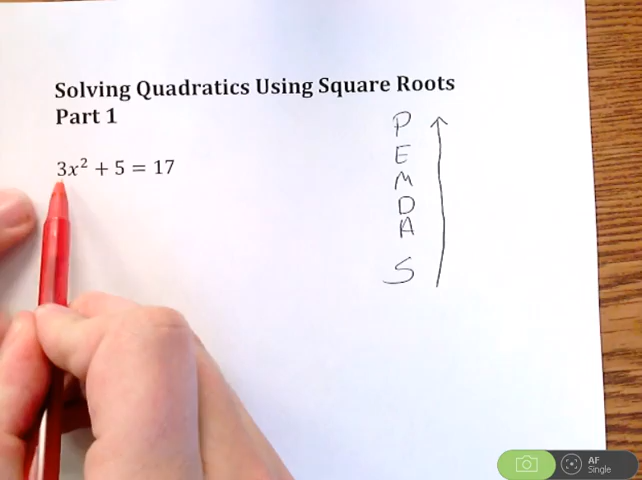 Solving Quadratics Using Square Roots
Part 1
3x² + 5 = 17
P
E
M
D
A
S
AF
Single